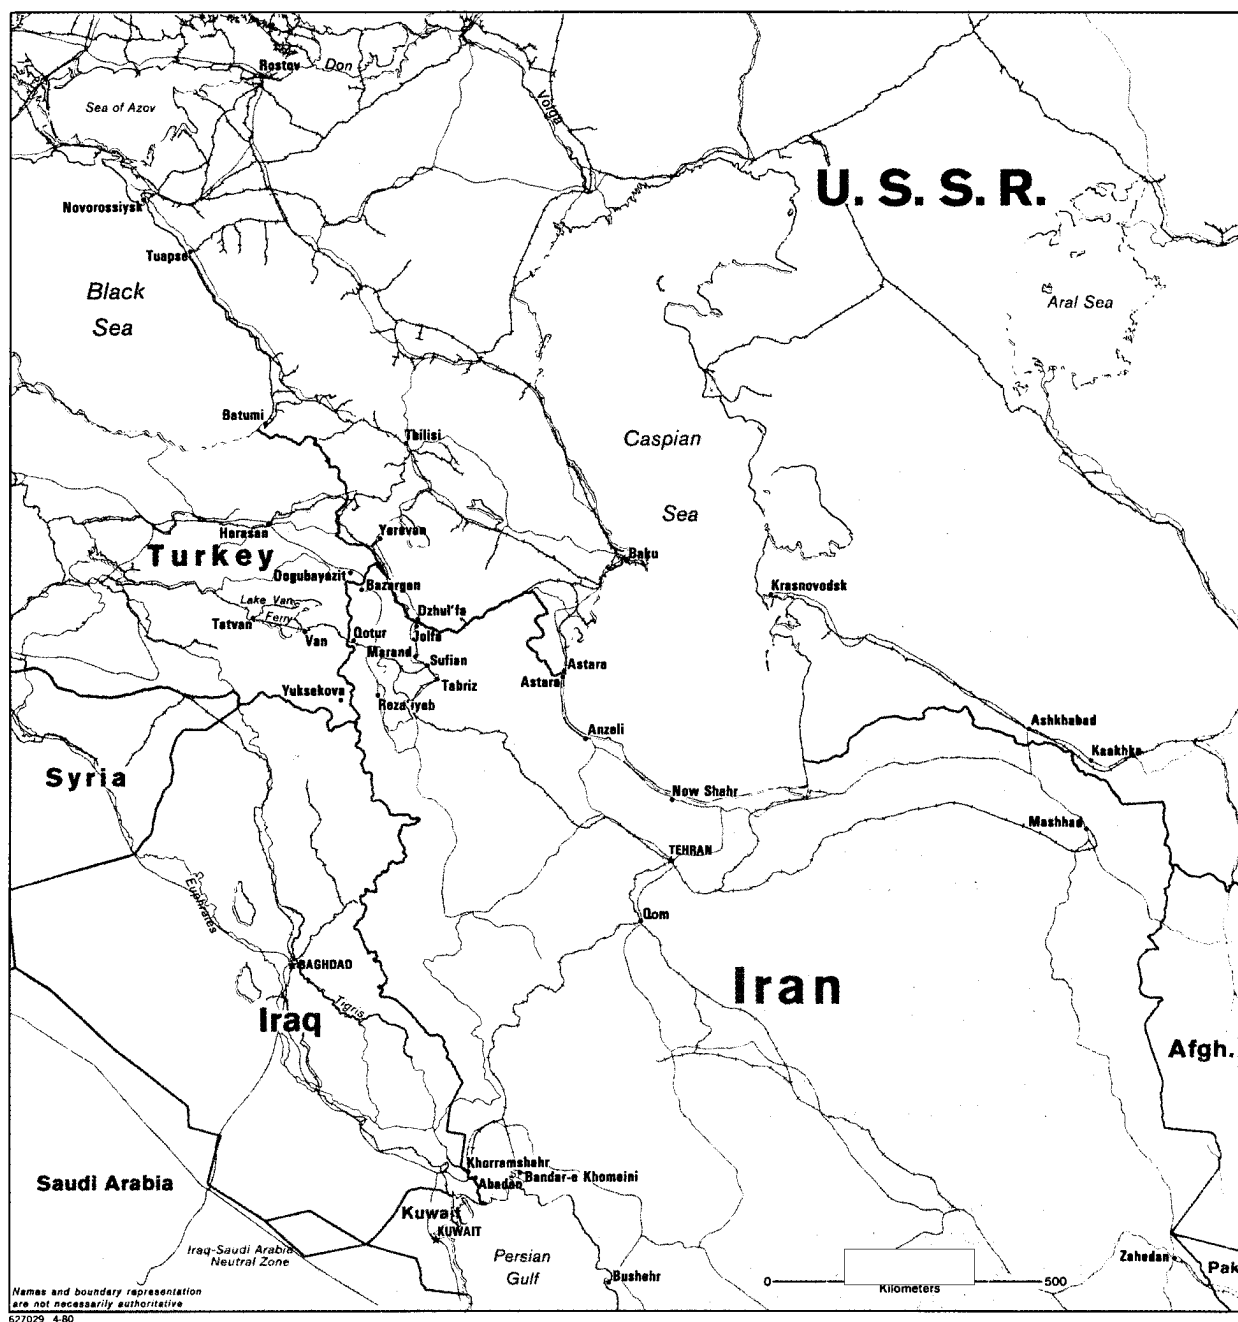 Rostov
Don
Sea of Azov
Volga
U. S. S. R.
Novorossiysk
Tuapse
Black
Sea
Aral Sea
Batumi
Tbilisi
Caspian
Sea
Harasan
Yerevan
Turkey
Baku
Dogubayazit
Bazargan
Krasnovodsk
Lake Van
Ferry
Dzhul'fa
Tatvan
Van
Qotur
Jolfa
Marand
Sufian
Astara
Astara
Tabriz
Yuksekova
Reza'iyeh
Anzali
Ashkhabad
Kaakhka
Syria
Now Shahr
Mashhad
TEHRAN
Euphrates
Qom
BAGHDAD
Iran
Tigris
Iraq
Afgh.
Khorramshahr
Saudi Arabia
Abadan
Bandar-e Khomeini
Kuwait
KUWAIT
Iraq-Saudi Arabia
Neutral Zone
Persian
Gulf
Zahedan
Pak
Bushehr
0
500
Kilometers
Names and boundary representation
are not necessarily authoritative
627029 4-80